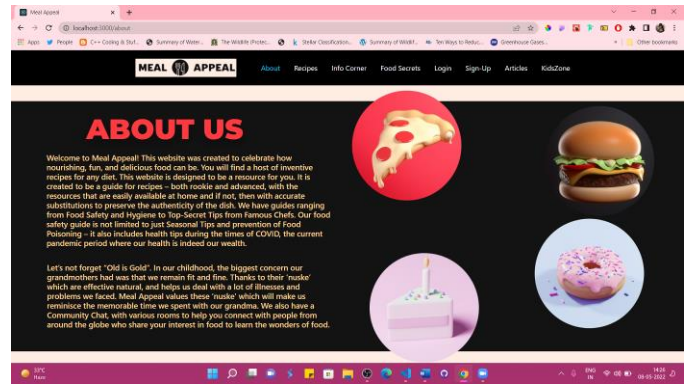 Meal Appeal
localhost:3000/about
Apps
People
C++ Coding & Stuf...
Summary of Water...
The Wildlife (Protec...
Stellar Classification...
Summary of Wildlif...
Ten Ways to Reduc...
Greenhouse Gases...
Other bookmarks
MEAL APPEAL
About
Recipes
Info Corner
Food Secrets
Login
Sign-Up
Articles
KidsZone
ABOUT US
Welcome to Meal Appeal! This website was created to celebrate how
nourishing, fun, and delicious food can be. You will find a host of inventive
recipes for any diet. This website is designed to be a resource for you. It is
created to be a guide for recipes – both rookie and advanced, with the
resources that are easily available at home and if not, then with accurate
substitutions to preserve the authenticity of the dish. We have guides ranging
from Food Safety and Hygiene to Top-Secret Tips from Famous Chefs. Our food
safety guide is not limited to just Seasonal Tips and prevention of Food
Poisoning – it also includes health tips during the times of COVID, the current
pandemic period where our health is indeed our wealth.
Let's not forget "Old is Gold". In our childhood, the biggest concern our
grandmothers had was that we remain fit and fine. Thanks to their 'nuske'
which are effective natural, and helps us deal with a lot of illnesses and
problems we faced. Meal Appeal values these 'nuske' which will make us
reminisce the memorable time we spent with our grandma. We also have a
Community Chat, with various rooms to help you connect with people from
around the globe who share your interest in food to learn the wonders of food.
33°C
Haze
ENG
IN
14:26
08-05-2022